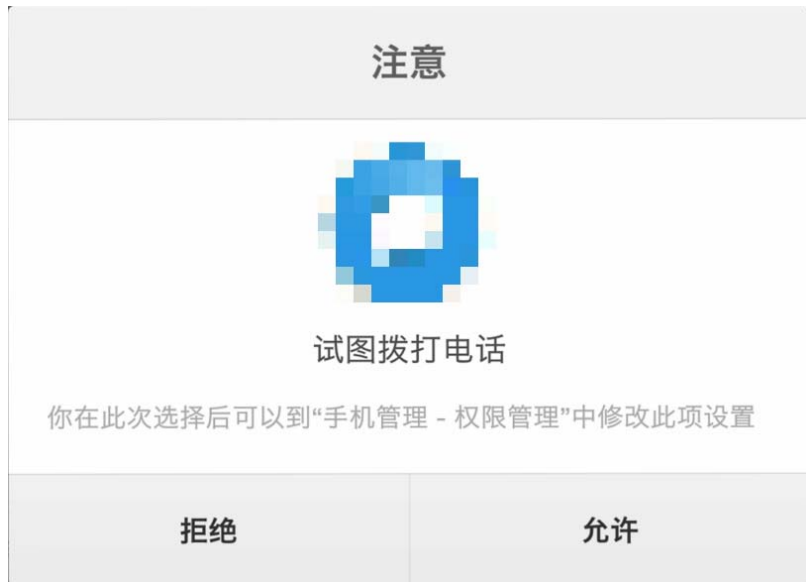 注意
试图拨打电话
你在此次选择后可以到“手机管理 - 权限管理”中修改此项设置
拒绝
允许